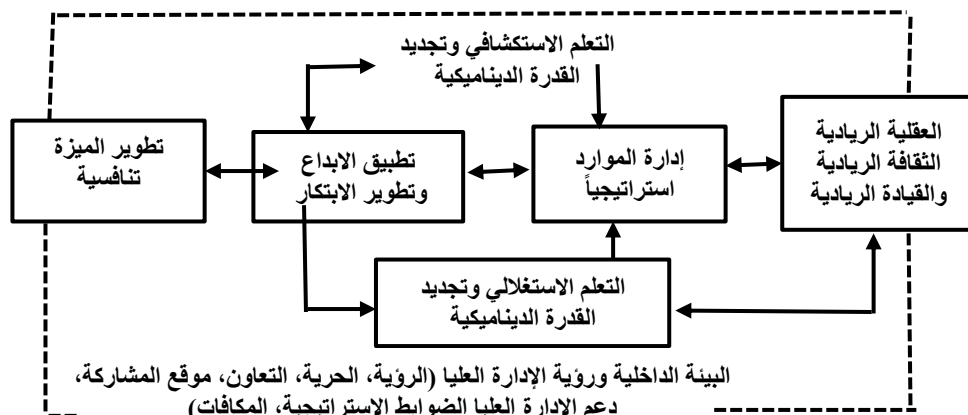 التعلم الاستكشافي وتجديد
القدرة الديناميكية
العقلية الريادية
الثقافة الريادية
والقيادة الريادية
إدارة الموارد
استراتيجياً
تطبيق الابداع
وتطوير الابتكار
تطوير الميزة
تنافسية
التعلم الاستغلالي وتجديد
القدرة الديناميكية
البيئة الداخلية ورؤية الإدارة العليا (الرؤية، الحرية، التعاون، موقع المشاركة،
دعم الإدارة العليا الضوابط الاستراتيجية، المكافات)